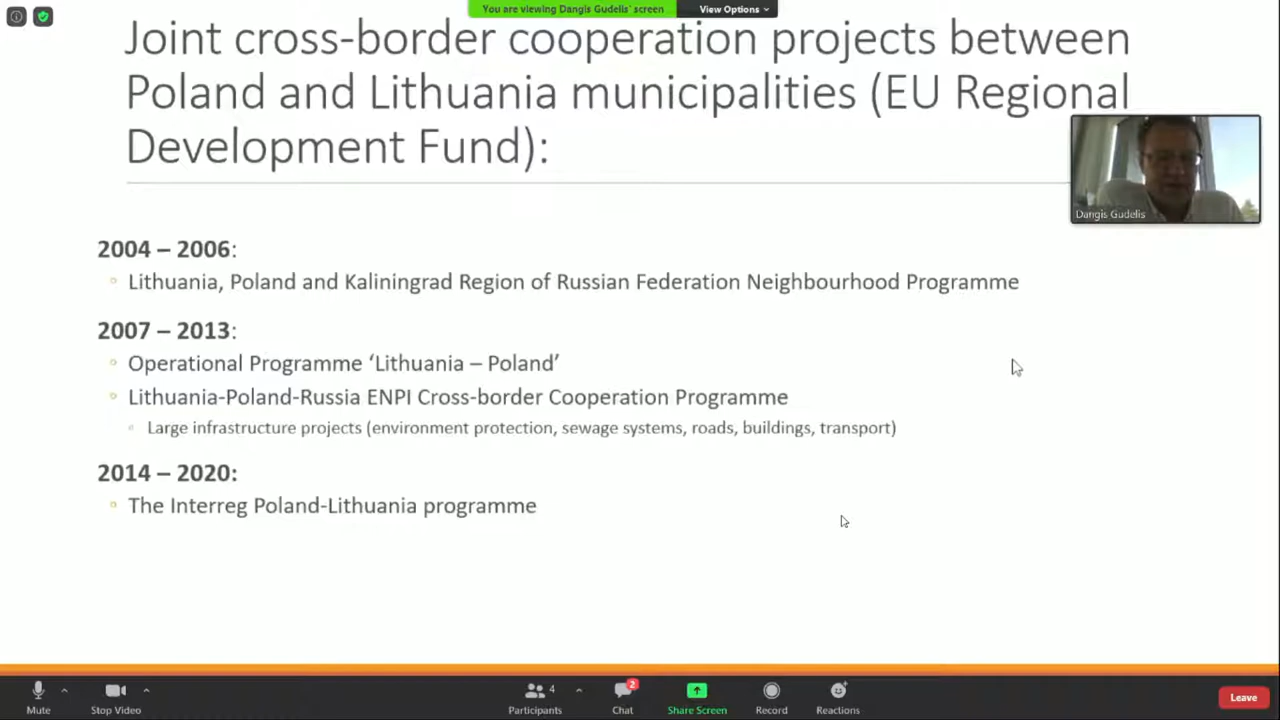 You are viewing Dangis Gudelis' screen
View Options
Joint cross-border cooperation projects between
Poland and Lithuania municipalities (EU Regional
Development Fund):
Dangis Gudelis
2004 – 2006:
Lithuania, Poland and Kaliningrad Region of Russian Federation Neighbourhood Programme
2007 – 2013:
Operational Programme ‘Lithuania – Poland’
Lithuania-Poland-Russia ENPI Cross-border Cooperation Programme
Large infrastructure projects (environment protection, sewage systems, roads, buildings, transport)
2014 – 2020:
The Interreg Poland-Lithuania programme
Mute
Stop Video
4
Participants
2
Chat
Share Screen
Record
Reactions
Leave